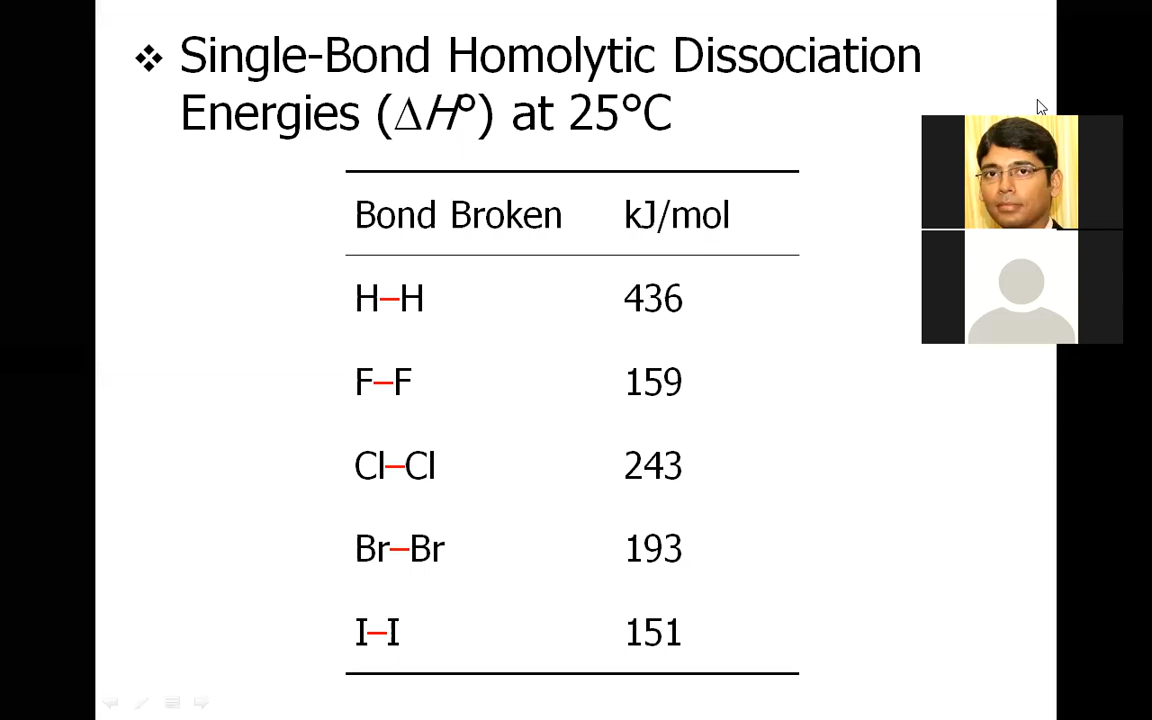 ❖ Single-Bond Homolytic Dissociation
Energies (ΔH°) at 25°C
Bond Broken kJ/mol
H–H 436
F–F 159
Cl–Cl 243
Br–Br 193
I–I 151